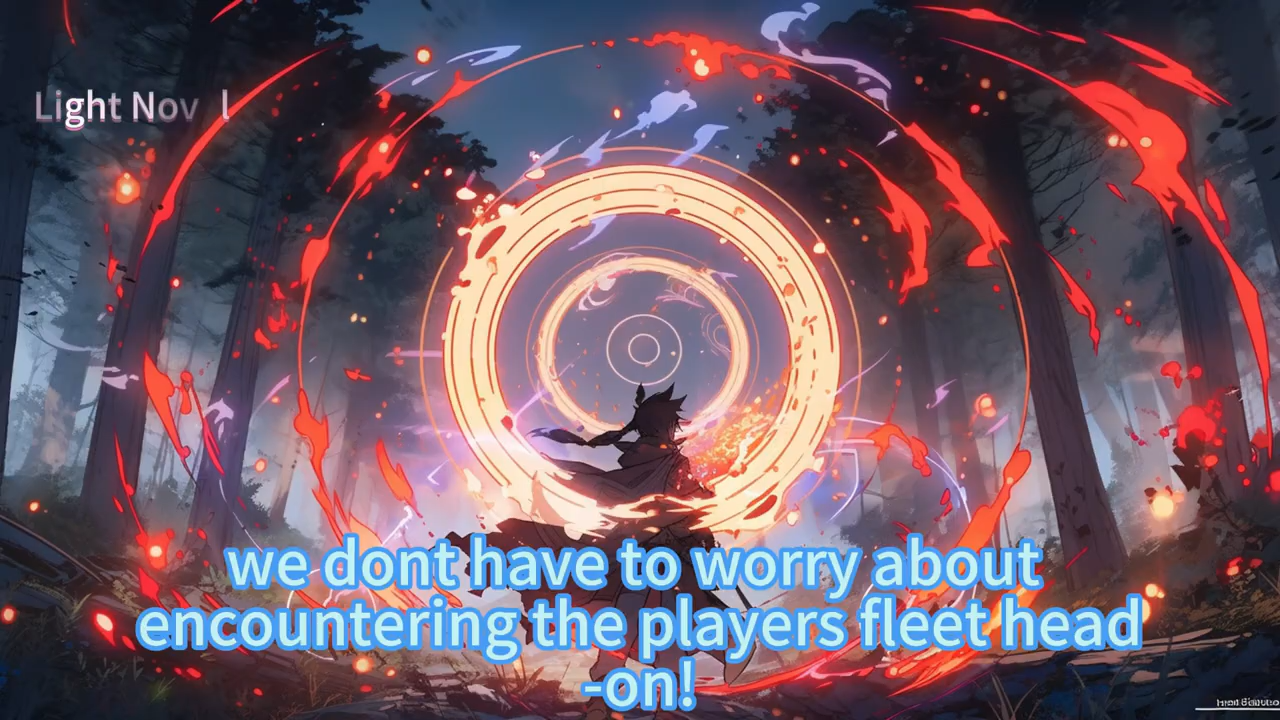 Light Nov l
we dont have to worry about
encountering the players fleet head
-on!